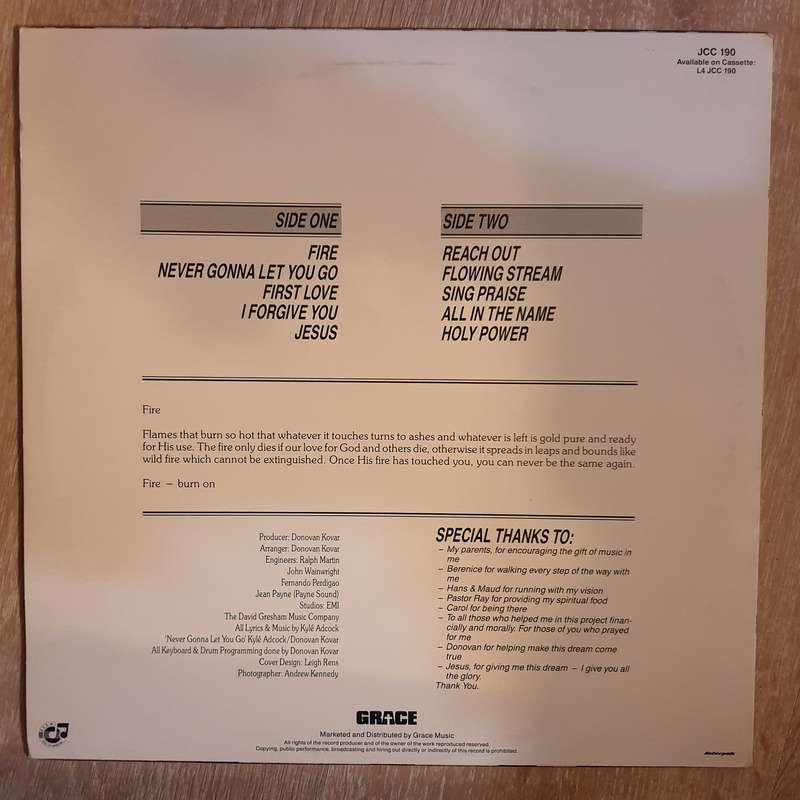 JCC 190
Available on Cassette:
L4 JCC 190
SIDE ONE
FIRE
NEVER GONNA LET YOU GO
FIRST LOVE
I FORGIVE YOU
JESUS
SIDE TWO
REACH OUT
FLOWING STREAM
SING PRAISE
ALL IN THE NAME
HOLY POWER
Fire
Flames that burn so hot that whatever it touches turns to ashes and whatever is left is gold pure and ready
for His use. The fire only dies if our love for God and others die, otherwise it spreads in leaps and bounds like
wild fire which cannot be extinguished. Once His fire has touched you, you can never be the same again.
Fire — burn on
Producer: Donovan Kovar
Arranger: Donovan Kovar
Engineers: Ralph Martin
John Wainwright
Fernando Perdigao
Jean Payne (Payne Sound)
Studios: EMI
The David Gresham Music Company
All Lyrics & Music by Kylé Adcock
'Never Gonna Let You Go' Kylé Adcock/Donovan Kovar
All Keyboard & Drum Programming done by Donovan Kovar
Cover Design: Leigh Rens
Photographer: Andrew Kennedy
SPECIAL THANKS TO:
– My parents, for encouraging the gift of music in
me
– Berenice for walking every step of the way with
me
– Hans & Maud for running with my vision
– Pastor Ray for providing my spiritual food
– Carol for being there
– To all those who helped me in this project finan-
cially and morally. For those of you who prayed
for me
– Donovan for helping make this dream come
true
– Jesus, for giving me this dream — I give you all
the glory.
Thank You.
GRACE
Marketed and Distributed by Grace Music
All rights of the record producer and of the owner of the work reproduced reserved.
Copying, public performance, broadcasting and hiring out directly or indirectly of this record is prohibited.